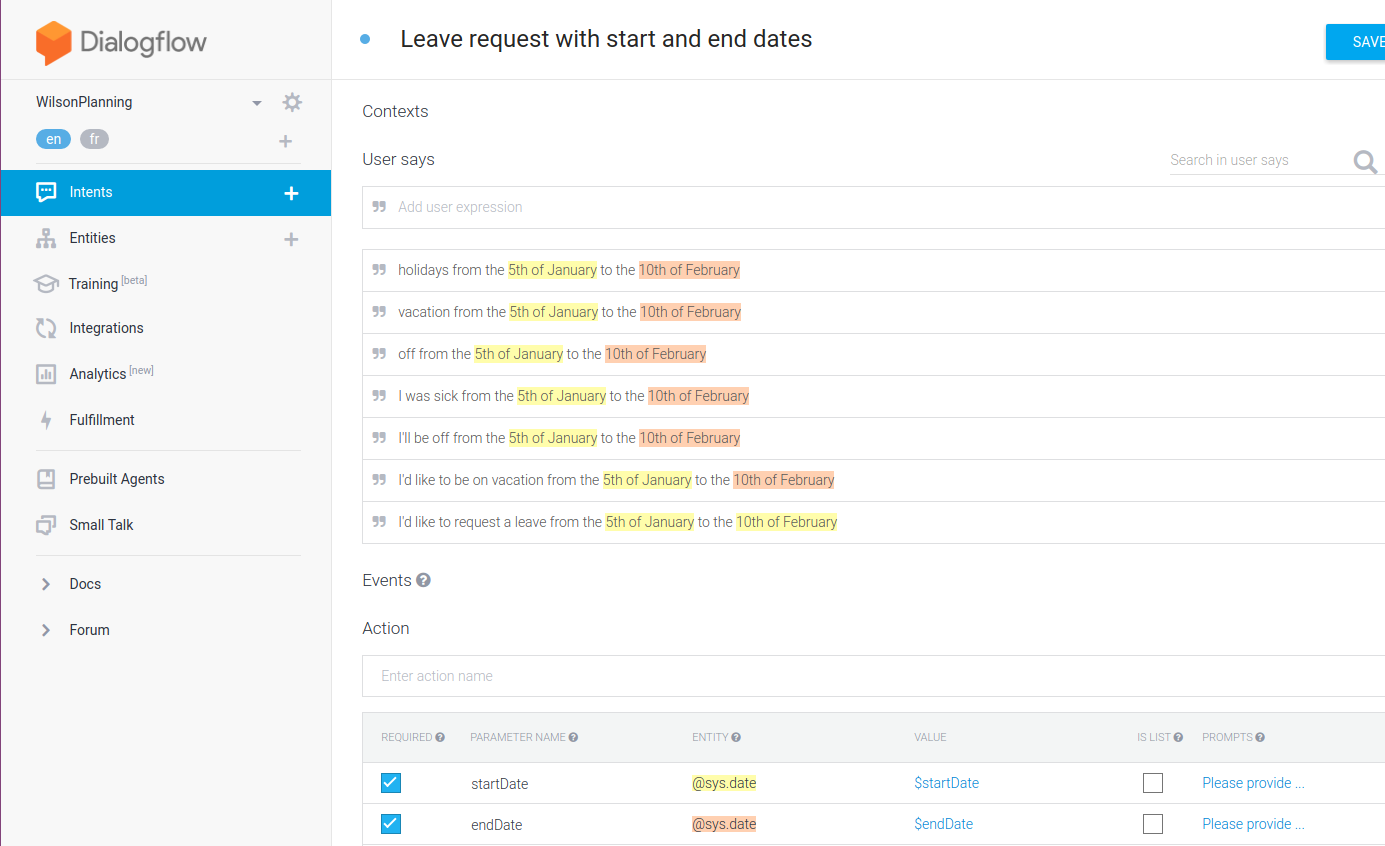 Dialogflow
Leave request with start and end dates
SAVE
WilsonPlanning
en fr
Contexts
User says
Search in user says
Intents
Add user expression
Entities
Training [beta]
holidays from the 5th of January to the 10th of February
vacation from the 5th of January to the 10th of February
Integrations
off from the 5th of January to the 10th of February
Analytics [new]
I was sick from the 5th of January to the 10th of February
Fulfillment
I'll be off from the 5th of January to the 10th of February
Prebuilt Agents
I'd like to be on vacation from the 5th of January to the 10th of February
Small Talk
I'd like to request a leave from the 5th of January to the 10th of February
Docs
Events
Forum
Action
Enter action name
REQUIRED PARAMETER NAME ENTITY VALUE IS LIST PROMPTS
startDate @sys.date $startDate Please provide ...
endDate @sys.date $endDate Please provide ...